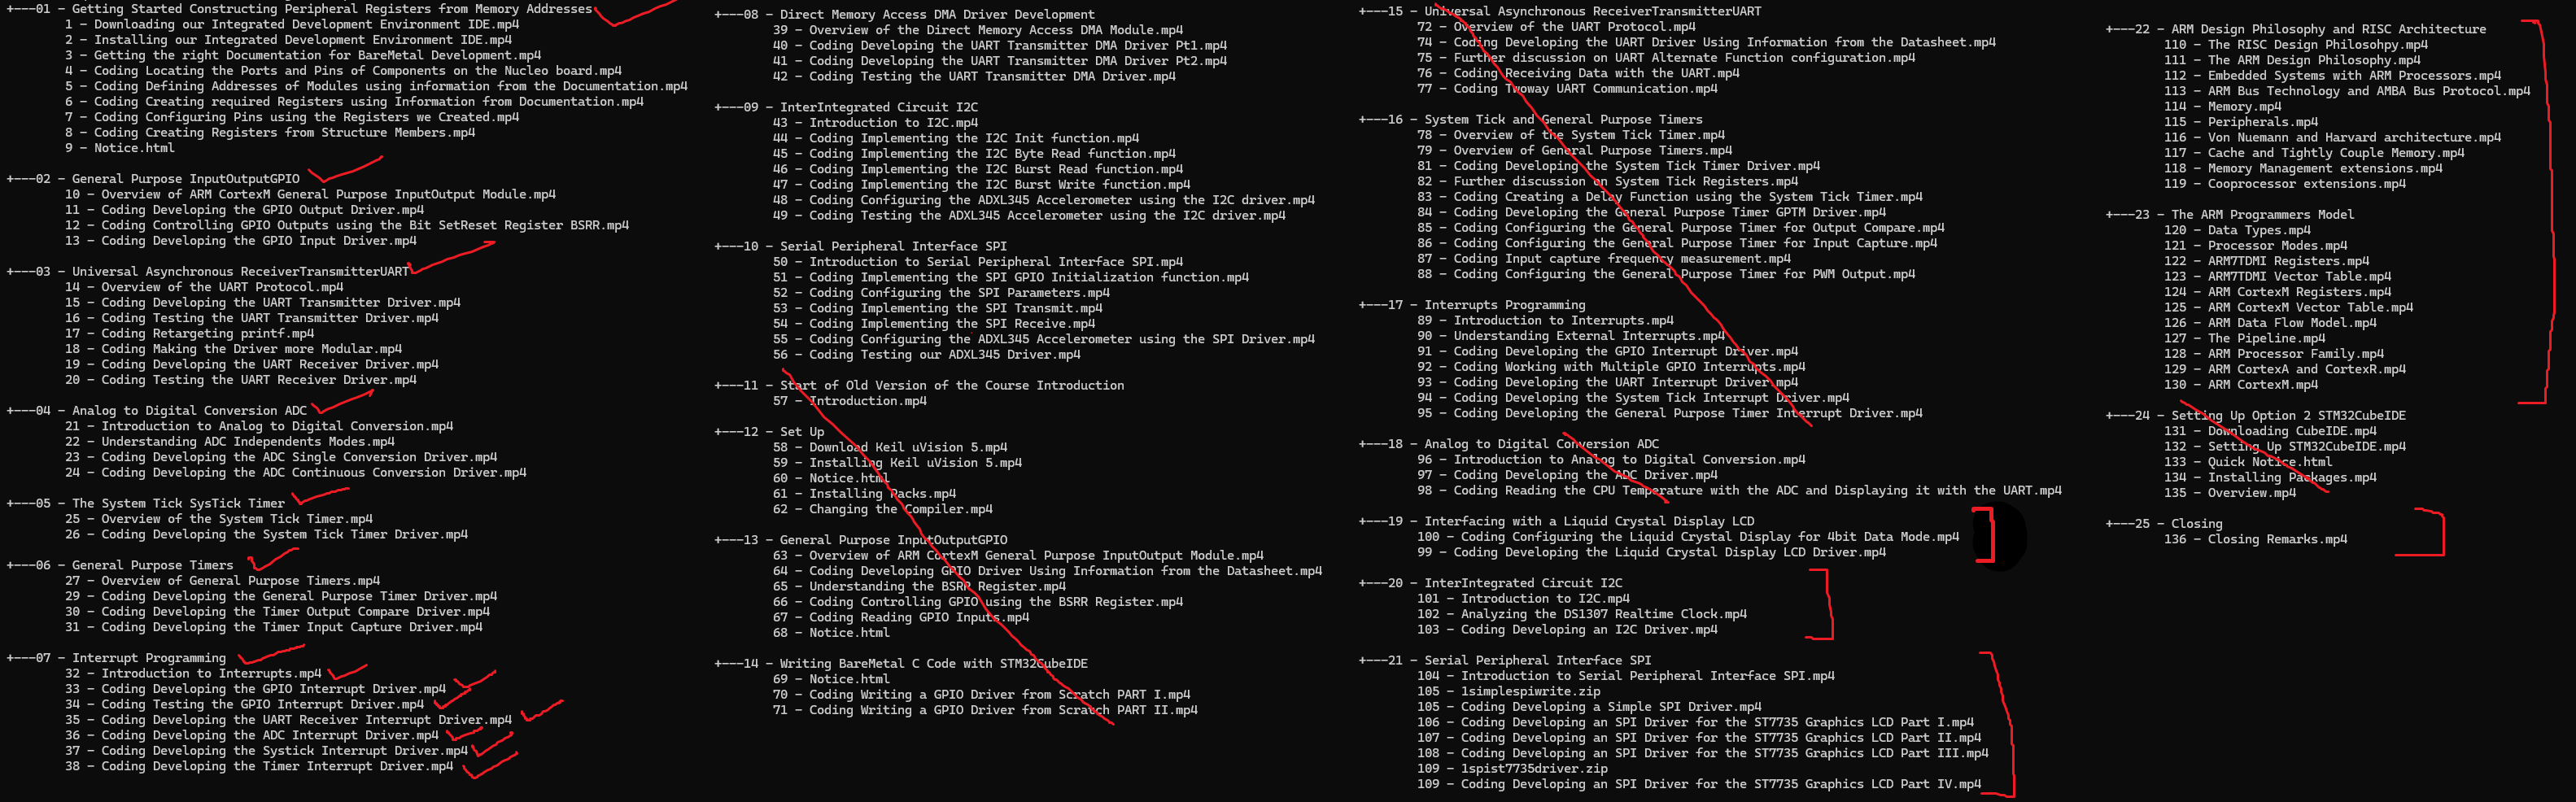 +---01 - Getting Started Constructing Peripheral Registers from Memory Addresses
1 - Downloading our Integrated Development Environment IDE.mp4
2 - Installing our Integrated Development Environment IDE.mp4
3 - Getting the right Documentation for BareMetal Development.mp4
4 - Coding Locating the Ports and Pins of Components on the Nucleo board.mp4
5 - Coding Defining Addresses of Modules using information from the Documentation.mp4
6 - Coding Creating required Registers using Information from Documentation.mp4
7 - Coding Configuring Pins using the Registers we Created.mp4
8 - Coding Creating Registers from Structure Members.mp4
9 - Notice.html
+---02 - General Purpose InputOutputGPIO
10 - Overview of ARM CortexM General Purpose InputOutput Module.mp4
11 - Coding Developing the GPIO Output Driver.mp4
12 - Coding Controlling GPIO Outputs using the Bit SetReset Register BSRR.mp4
13 - Coding Developing the GPIO Input Driver.mp4
+---03 - Universal Asynchronous ReceiverTransmitterUART
14 - Overview of the UART Protocol.mp4
15 - Coding Developing the UART Transmitter Driver.mp4
16 - Coding Testing the UART Transmitter Driver.mp4
17 - Coding Retargeting printf.mp4
18 - Coding Making the Driver more Modular.mp4
19 - Coding Developing the UART Receiver Driver.mp4
20 - Coding Testing the UART Receiver Driver.mp4
+---04 - Analog to Digital Conversion ADC
21 - Introduction to Analog to Digital Conversion.mp4
22 - Understanding ADC Independents Modes.mp4
23 - Coding Developing the ADC Single Conversion Driver.mp4
24 - Coding Developing the ADC Continuous Conversion Driver.mp4
+---05 - The System Tick SysTick Timer
25 - Overview of the System Tick Timer.mp4
26 - Coding Developing the System Tick Timer Driver.mp4
+---06 - General Purpose Timers
27 - Overview of General Purpose Timers.mp4
29 - Coding Developing the General Purpose Timer Driver.mp4
30 - Coding Developing the Timer Output Compare Driver.mp4
31 - Coding Developing the Timer Input Capture Driver.mp4
+---07 - Interrupt Programming
32 - Introduction to Interrupts.mp4
33 - Coding Developing the GPIO Interrupt Driver.mp4
34 - Coding Testing the GPIO Interrupt Driver.mp4
35 - Coding Developing the UART Receiver Interrupt Driver.mp4
36 - Coding Developing the ADC Interrupt Driver.mp4
37 - Coding Developing the Systick Interrupt Driver.mp4
38 - Coding Developing the Timer Interrupt Driver.mp4
+---08 - Direct Memory Access DMA Driver Development
39 - Overview of the Direct Memory Access DMA Module.mp4
40 - Coding Developing the UART Transmitter DMA Driver Pt1.mp4
41 - Coding Developing the UART Transmitter DMA Driver Pt2.mp4
42 - Coding Testing the UART Transmitter DMA Driver.mp4
+---09 - InterIntegrated Circuit I2C
43 - Introduction to I2C.mp4
44 - Coding Implementing the I2C Init function.mp4
45 - Coding Implementing the I2C Byte Read function.mp4
46 - Coding Implementing the I2C Burst Read function.mp4
47 - Coding Implementing the I2C Burst Write function.mp4
48 - Coding Configuring the ADXL345 Accelerometer using the I2C driver.mp4
49 - Coding Testing the ADXL345 Accelerometer using the I2C driver.mp4
+---10 - Serial Peripheral Interface SPI
50 - Introduction to Serial Peripheral Interface SPI.mp4
51 - Coding Implementing the SPI GPIO Initialization function.mp4
52 - Coding Configuring the SPI Parameters.mp4
53 - Coding Implementing the SPI Transmit.mp4
54 - Coding Implementing the SPI Receive.mp4
55 - Coding Configuring the ADXL345 Accelerometer using the SPI Driver.mp4
56 - Coding Testing our ADXL345 Driver.mp4
+---11 - Start of Old Version of the Course Introduction
57 - Introduction.mp4
+---12 - Set Up
58 - Download Keil uVision 5.mp4
59 - Installing Keil uVision 5.mp4
60 - Notice.html
61 - Installing Packs.mp4
62 - Changing the Compiler.mp4
+---13 - General Purpose InputOutputGPIO
63 - Overview of ARM CortexM General Purpose InputOutput Module.mp4
64 - Coding Developing GPIO Driver Using Information from the Datasheet.mp4
65 - Understanding the BSRR Register.mp4
66 - Coding Controlling GPIO using the BSRR Register.mp4
67 - Coding Reading GPIO Inputs.mp4
68 - Notice.html
+---14 - Writing BareMetal C Code with STM32CubeIDE
69 - Notice.html
70 - Coding Writing a GPIO Driver from Scratch PART I.mp4
71 - Coding Writing a GPIO Driver from Scratch PART II.mp4
+---15 - Universal Asynchronous ReceiverTransmitterUART
72 - Overview of the UART Protocol.mp4
74 - Coding Developing the UART Driver Using Information from the Datasheet.mp4
75 - Further discussion on UART Alternate Function configuration.mp4
76 - Coding Receiving Data with the UART.mp4
77 - Coding Twoway UART Communication.mp4
+---16 - System Tick and General Purpose Timers
78 - Overview of the System Tick Timer.mp4
79 - Overview of General Purpose Timers.mp4
81 - Coding Developing the System Tick Timer Driver.mp4
82 - Further discussion on System Tick Registers.mp4
83 - Coding Creating a Delay Function using the System Tick Timer.mp4
84 - Coding Developing the General Purpose Timer GPTM Driver.mp4
85 - Coding Configuring the General Purpose Timer for Output Compare.mp4
86 - Coding Configuring the General Purpose Timer for Input Capture.mp4
87 - Coding Input capture frequency measurement.mp4
88 - Coding Configuring the General Purpose Timer for PWM Output.mp4
+---17 - Interrupts Programming
89 - Introduction to Interrupts.mp4
90 - Understanding External Interrupts.mp4
91 - Coding Developing the GPIO Interrupt Driver.mp4
92 - Coding Working with Multiple GPIO Interrupts.mp4
93 - Coding Developing the UART Interrupt Driver.mp4
94 - Coding Developing the System Tick Interrupt Driver.mp4
95 - Coding Developing the General Purpose Timer Interrupt Driver.mp4
+---18 - Analog to Digital Conversion ADC
96 - Introduction to Analog to Digital Conversion.mp4
97 - Coding Developing the ADC Driver.mp4
98 - Coding Reading the CPU Temperature with the ADC and Displaying it with the UART.mp4
+---19 - Interfacing with a Liquid Crystal Display LCD
100 - Coding Configuring the Liquid Crystal Display for 4bit Data Mode.mp4
99 - Coding Developing the Liquid Crystal Display LCD Driver.mp4
+---20 - InterIntegrated Circuit I2C
101 - Introduction to I2C.mp4
102 - Analyzing the DS1307 Realtime Clock.mp4
103 - Coding Developing an I2C Driver.mp4
+---21 - Serial Peripheral Interface SPI
104 - Introduction to Serial Peripheral Interface SPI.mp4
105 - 1simplespiwrite.zip
105 - Coding Developing a Simple SPI Driver.mp4
106 - Coding Developing an SPI Driver for the ST7735 Graphics LCD Part I.mp4
107 - Coding Developing an SPI Driver for the ST7735 Graphics LCD Part II.mp4
108 - Coding Developing an SPI Driver for the ST7735 Graphics LCD Part III.mp4
109 - 1spist7735driver.zip
109 - Coding Developing an SPI Driver for the ST7735 Graphics LCD Part IV.mp4
+---22 - ARM Design Philosophy and RISC Architecture
110 - The RISC Design Philosohpy.mp4
111 - The ARM Design Philosophy.mp4
112 - Embedded Systems with ARM Processors.mp4
113 - ARM Bus Technology and AMBA Bus Protocol.mp4
114 - Memory.mp4
115 - Peripherals.mp4
116 - Von Nuemann and Harvard architecture.mp4
117 - Cache and Tightly Couple Memory.mp4
118 - Memory Management extensions.mp4
119 - Cooprocessor extensions.mp4
+---23 - The ARM Programmers Model
120 - Data Types.mp4
121 - Processor Modes.mp4
122 - ARM7TDMI Registers.mp4
123 - ARM7TDMI Vector Table.mp4
124 - ARM CortexM Registers.mp4
125 - ARM CortexM Vector Table.mp4
126 - ARM Data Flow Model.mp4
127 - The Pipeline.mp4
128 - ARM Processor Family.mp4
129 - ARM CortexA and CortexR.mp4
130 - ARM CortexM.mp4
+---24 - Setting Up Option 2 STM32CubeIDE
131 - Downloading CubeIDE.mp4
132 - Setting Up STM32CubeIDE.mp4
133 - Quick Notice.html
134 - Installing Packages.mp4
135 - Overview.mp4
+---25 - Closing
136 - Closing Remarks.mp4